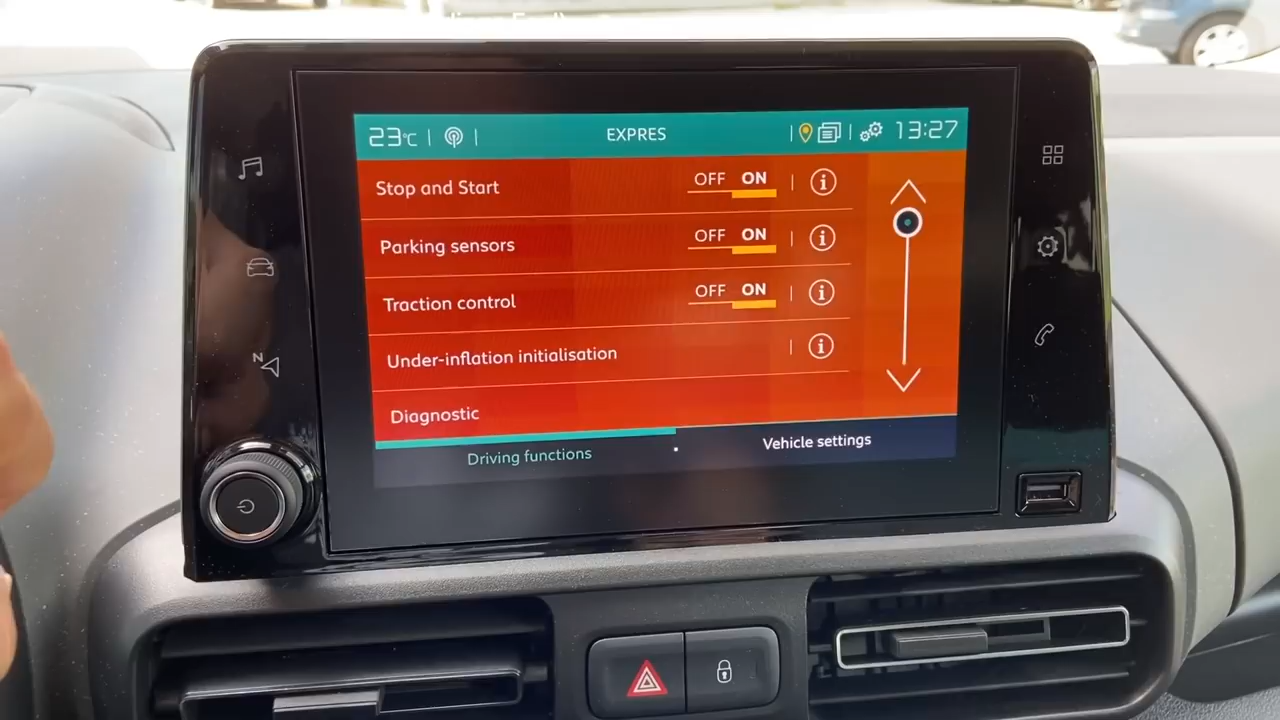 23°C
EXPRES
13:27
Stop and Start OFF ON
Parking sensors OFF ON
Traction control OFF ON
Under-inflation initialisation
Diagnostic
Driving functions
Vehicle settings
N